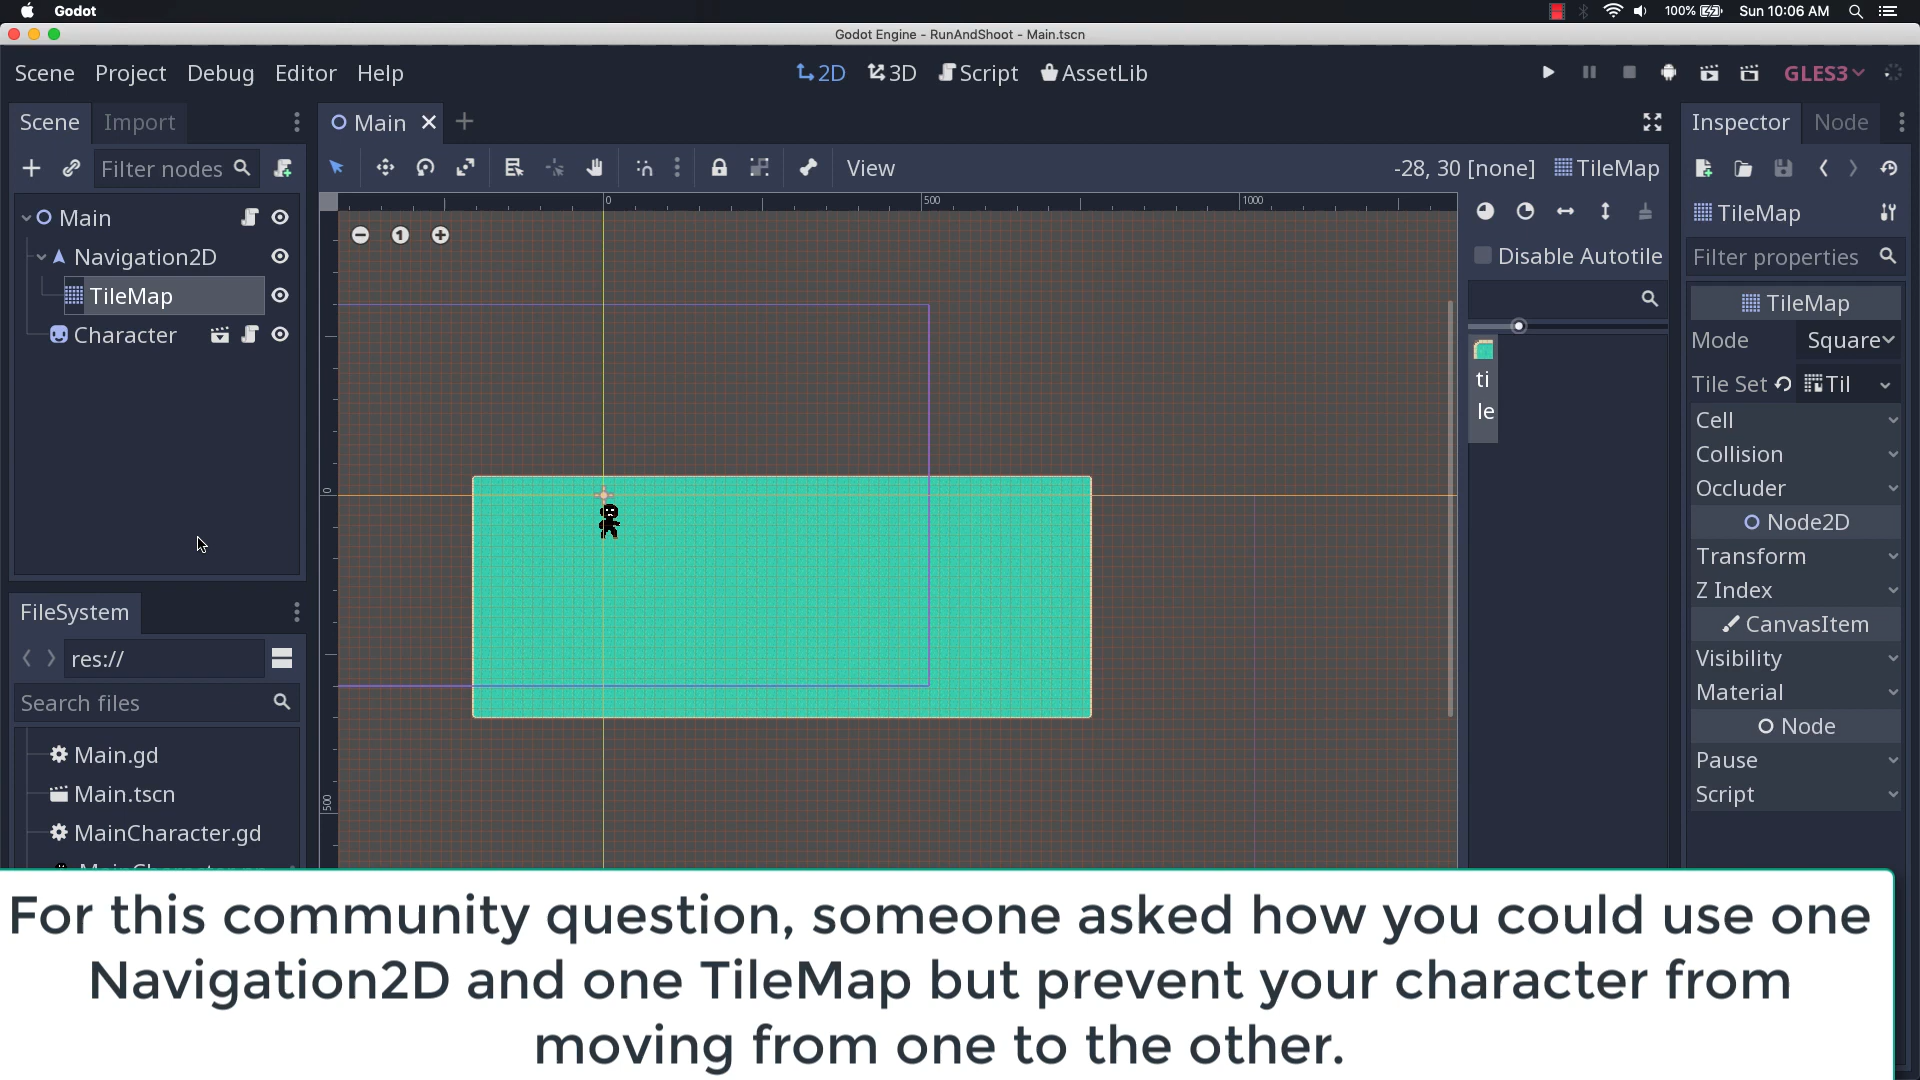 Godot
100%
Sun 10:06 AM
Godot Engine - RunAndShoot - Main.tscn
Scene Project Debug Editor Help
2D 3D Script AssetLib
GLES3
Scene Import
Main
Inspector Node
Filter nodes
View
-28, 30 [none]
TileMap
Main
Navigation2D
TileMap
Character
0
500
1000
1
0
500
Disable Autotile
ti
le
TileMap
Filter properties
TileMap
Mode Square
Tile Set Til
Cell
Collision
Occluder
Node2D
Transform
Z Index
CanvasItem
Visibility
Material
Node
Pause
Script
FileSystem
res://
Search files
Main.gd
Main.tscn
MainCharacter.gd
For this community question, someone asked how you could use one
Navigation2D and one TileMap but prevent your character from
moving from one to the other.